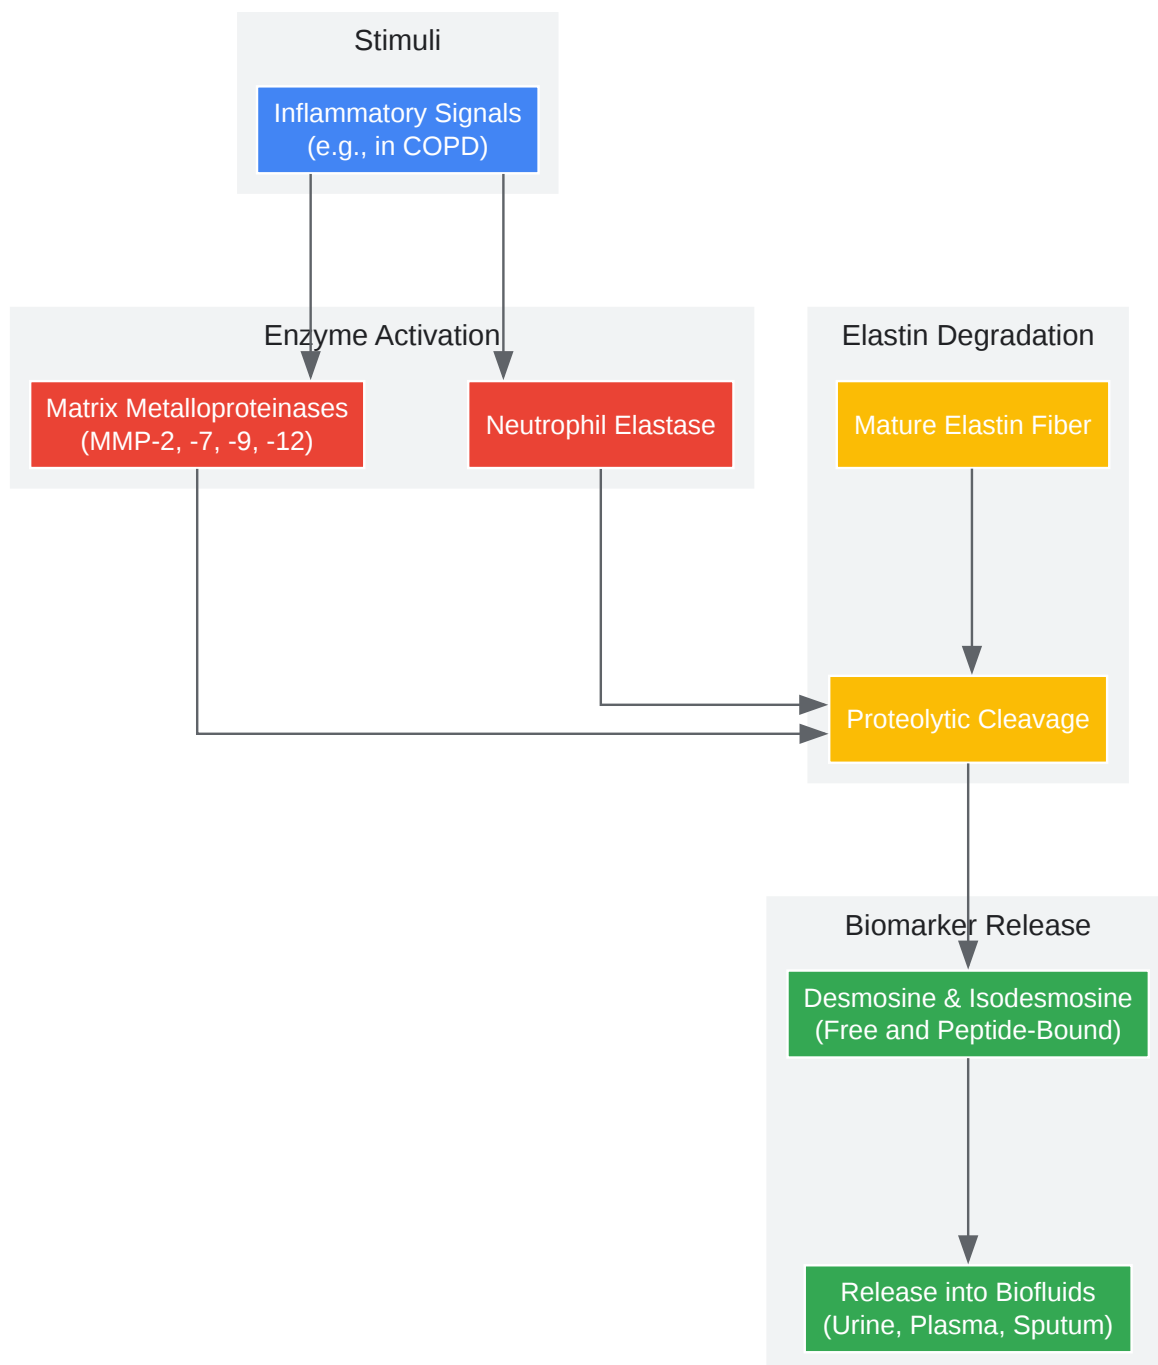 Stimuli
Inflammatory Signals
(e.g., in COPD)
Enzyme Activation
Matrix Metalloproteinases
(MMP-2, -7, -9, -12)
Neutrophil Elastase
Elastin Degradation
Mature Elastin Fiber
Proteolytic Cleavage
Biomarker Release
Desmosine & Isodesmosine
(Free and Peptide-Bound)
Release into Biofluids
(Urine, Plasma, Sputum)